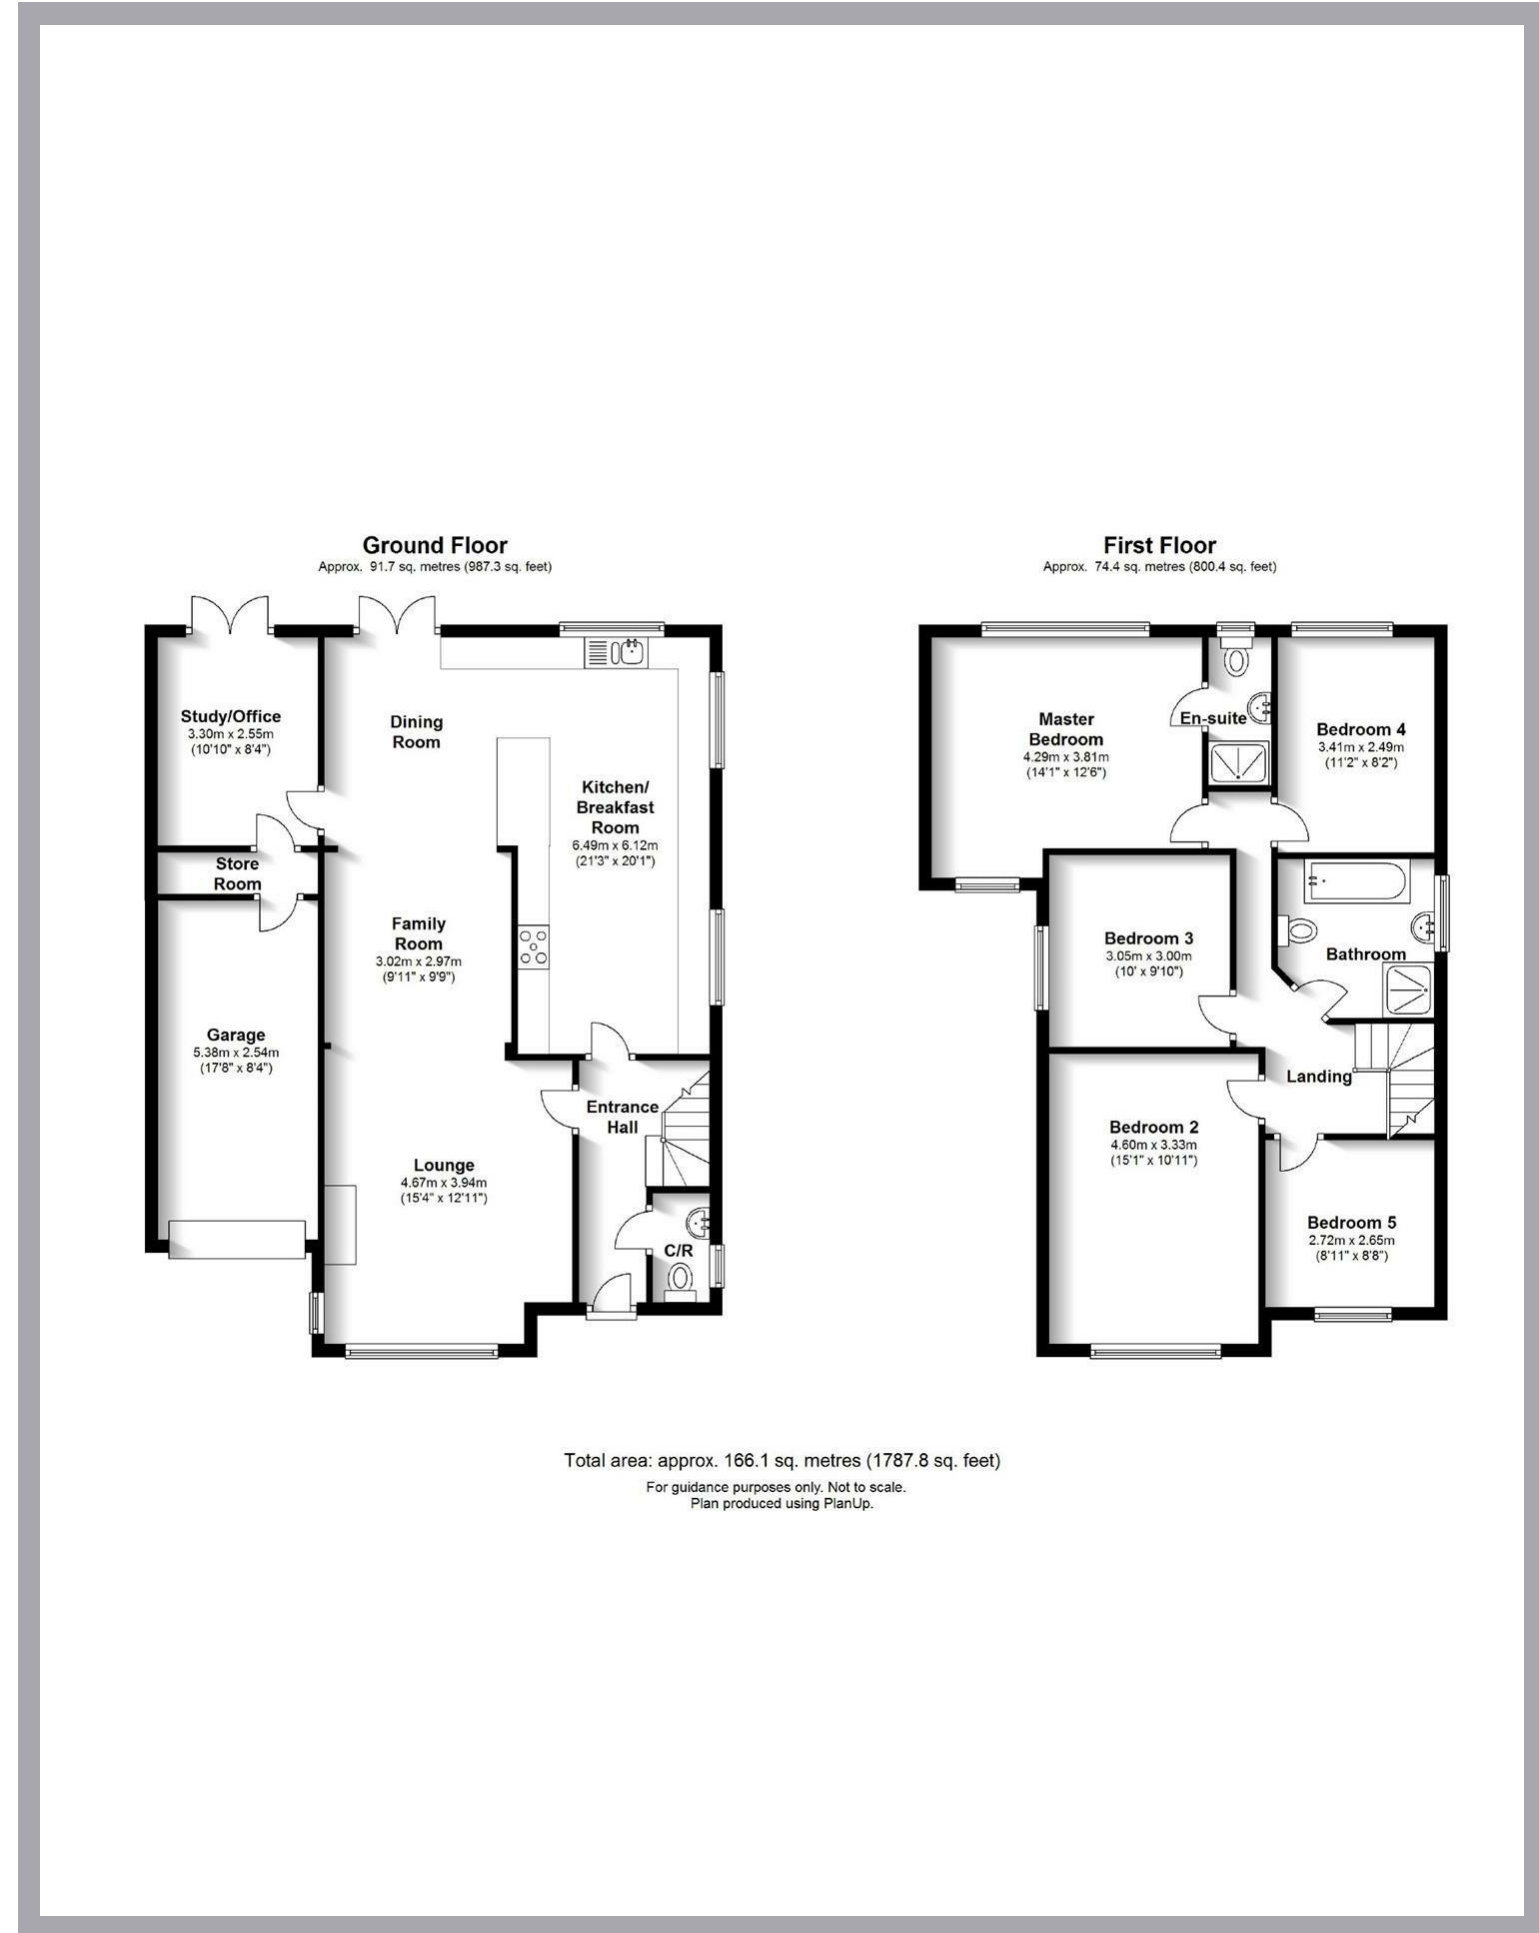 Ground Floor
Approx. 91.7 sq. metres (987.3 sq. feet)
Study/Office
3.30m x 2.55m
(10'10" x 8'4")
Dining
Room
Kitchen/
Breakfast
Room
6.49m x 6.12m
(21'3" x 20'1")
Store
Room
Family
Room
3.02m x 2.97m
(9'11" x 9'9")
Garage
5.38m x 2.54m
(17'8" x 8'4")
Entrance
Hall
Lounge
4.67m x 3.94m
(15'4" x 12'11")
C/R
First Floor
Approx. 74.4 sq. metres (800.4 sq. feet)
Master
Bedroom
4.29m x 3.81m
(14'1" x 12'6")
En-suite
Bedroom 4
3.41m x 2.49m
(11'2" x 8'2")
Bedroom 3
3.05m x 3.00m
(10' x 9'10")
Bathroom
Landing
Bedroom 2
4.60m x 3.33m
(15'1" x 10'11")
Bedroom 5
2.72m x 2.65m
(8'11" x 8'8")
Total area: approx. 166.1 sq. metres (1787.8 sq. feet)
For guidance purposes only. Not to scale.
Plan produced using PlanUp.